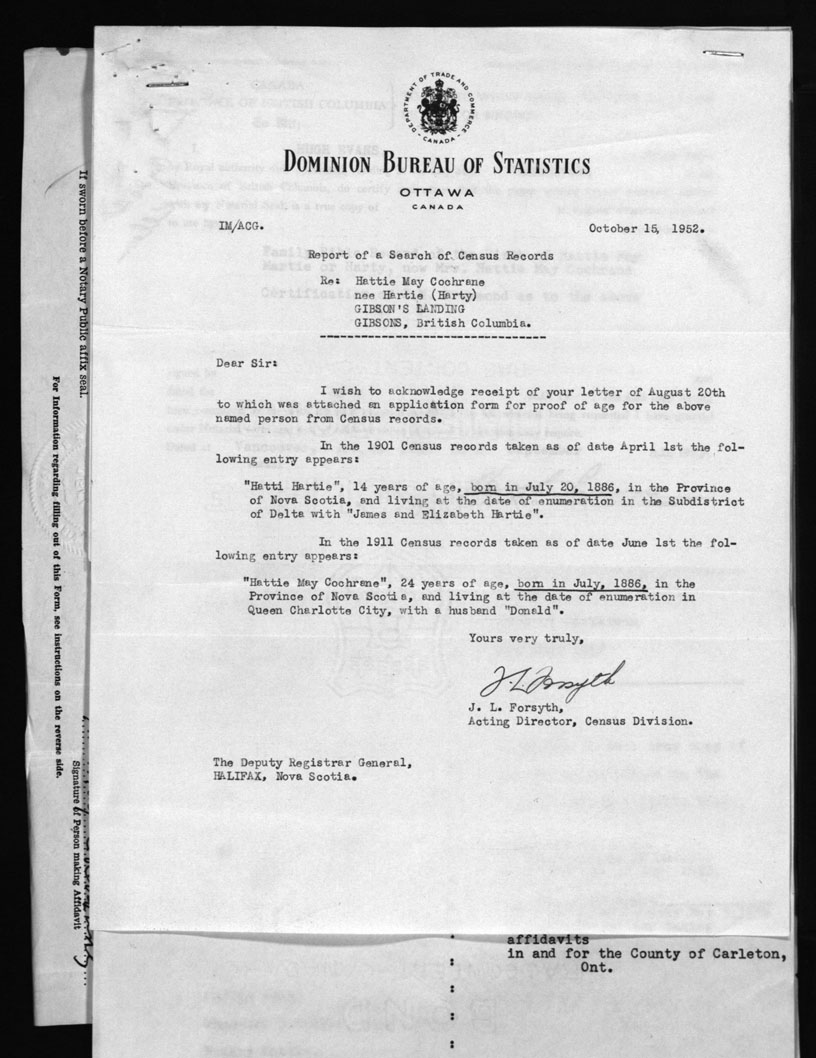 DEPARTMENT OF TRADE AND COMMERCE
CANADA
DOMINION BUREAU OF STATISTICS
OTTAWA
CANADA
IM/ACG.
October 15, 1952.
Report of a Search of Census Records
Re: Hattie May Cochrane
nee Hartie (Harty)
GIBSON'S LANDING
GIBSONS, British Columbia.
Dear Sir:
I wish to acknowledge receipt of your letter of August 20th
to which was attached an application form for proof of age for the above
named person from Census records.
In the 1901 Census records taken as of date April 1st the fol-
lowing entry appears:
"Hatti Hartie", 14 years of age, born in July 20, 1886, in the Province
of Nova Scotia, and living at the date of enumeration in the Subdistrict
of Delta with "James and Elizabeth Hartie".
In the 1911 Census records taken as of date June 1st the fol-
lowing entry appears:
"Hattie May Cochrane", 24 years of age, born in July, 1886, in the
Province of Nova Scotia, and living at the date of enumeration in
Queen Charlotte City, with a husband "Donald".
Yours very truly,
J.L. Forsyth
J. L. Forsyth,
Acting Director, Census Division.
The Deputy Registrar General,
HALIFAX, Nova Scotia.
If sworn before a Notary Public affix seal.
For Information regarding filling out of this Form, see instructions on the reverse side.
Signature of Person making Affidavit
affidavits
in and for the County of Carleton,
Ont.